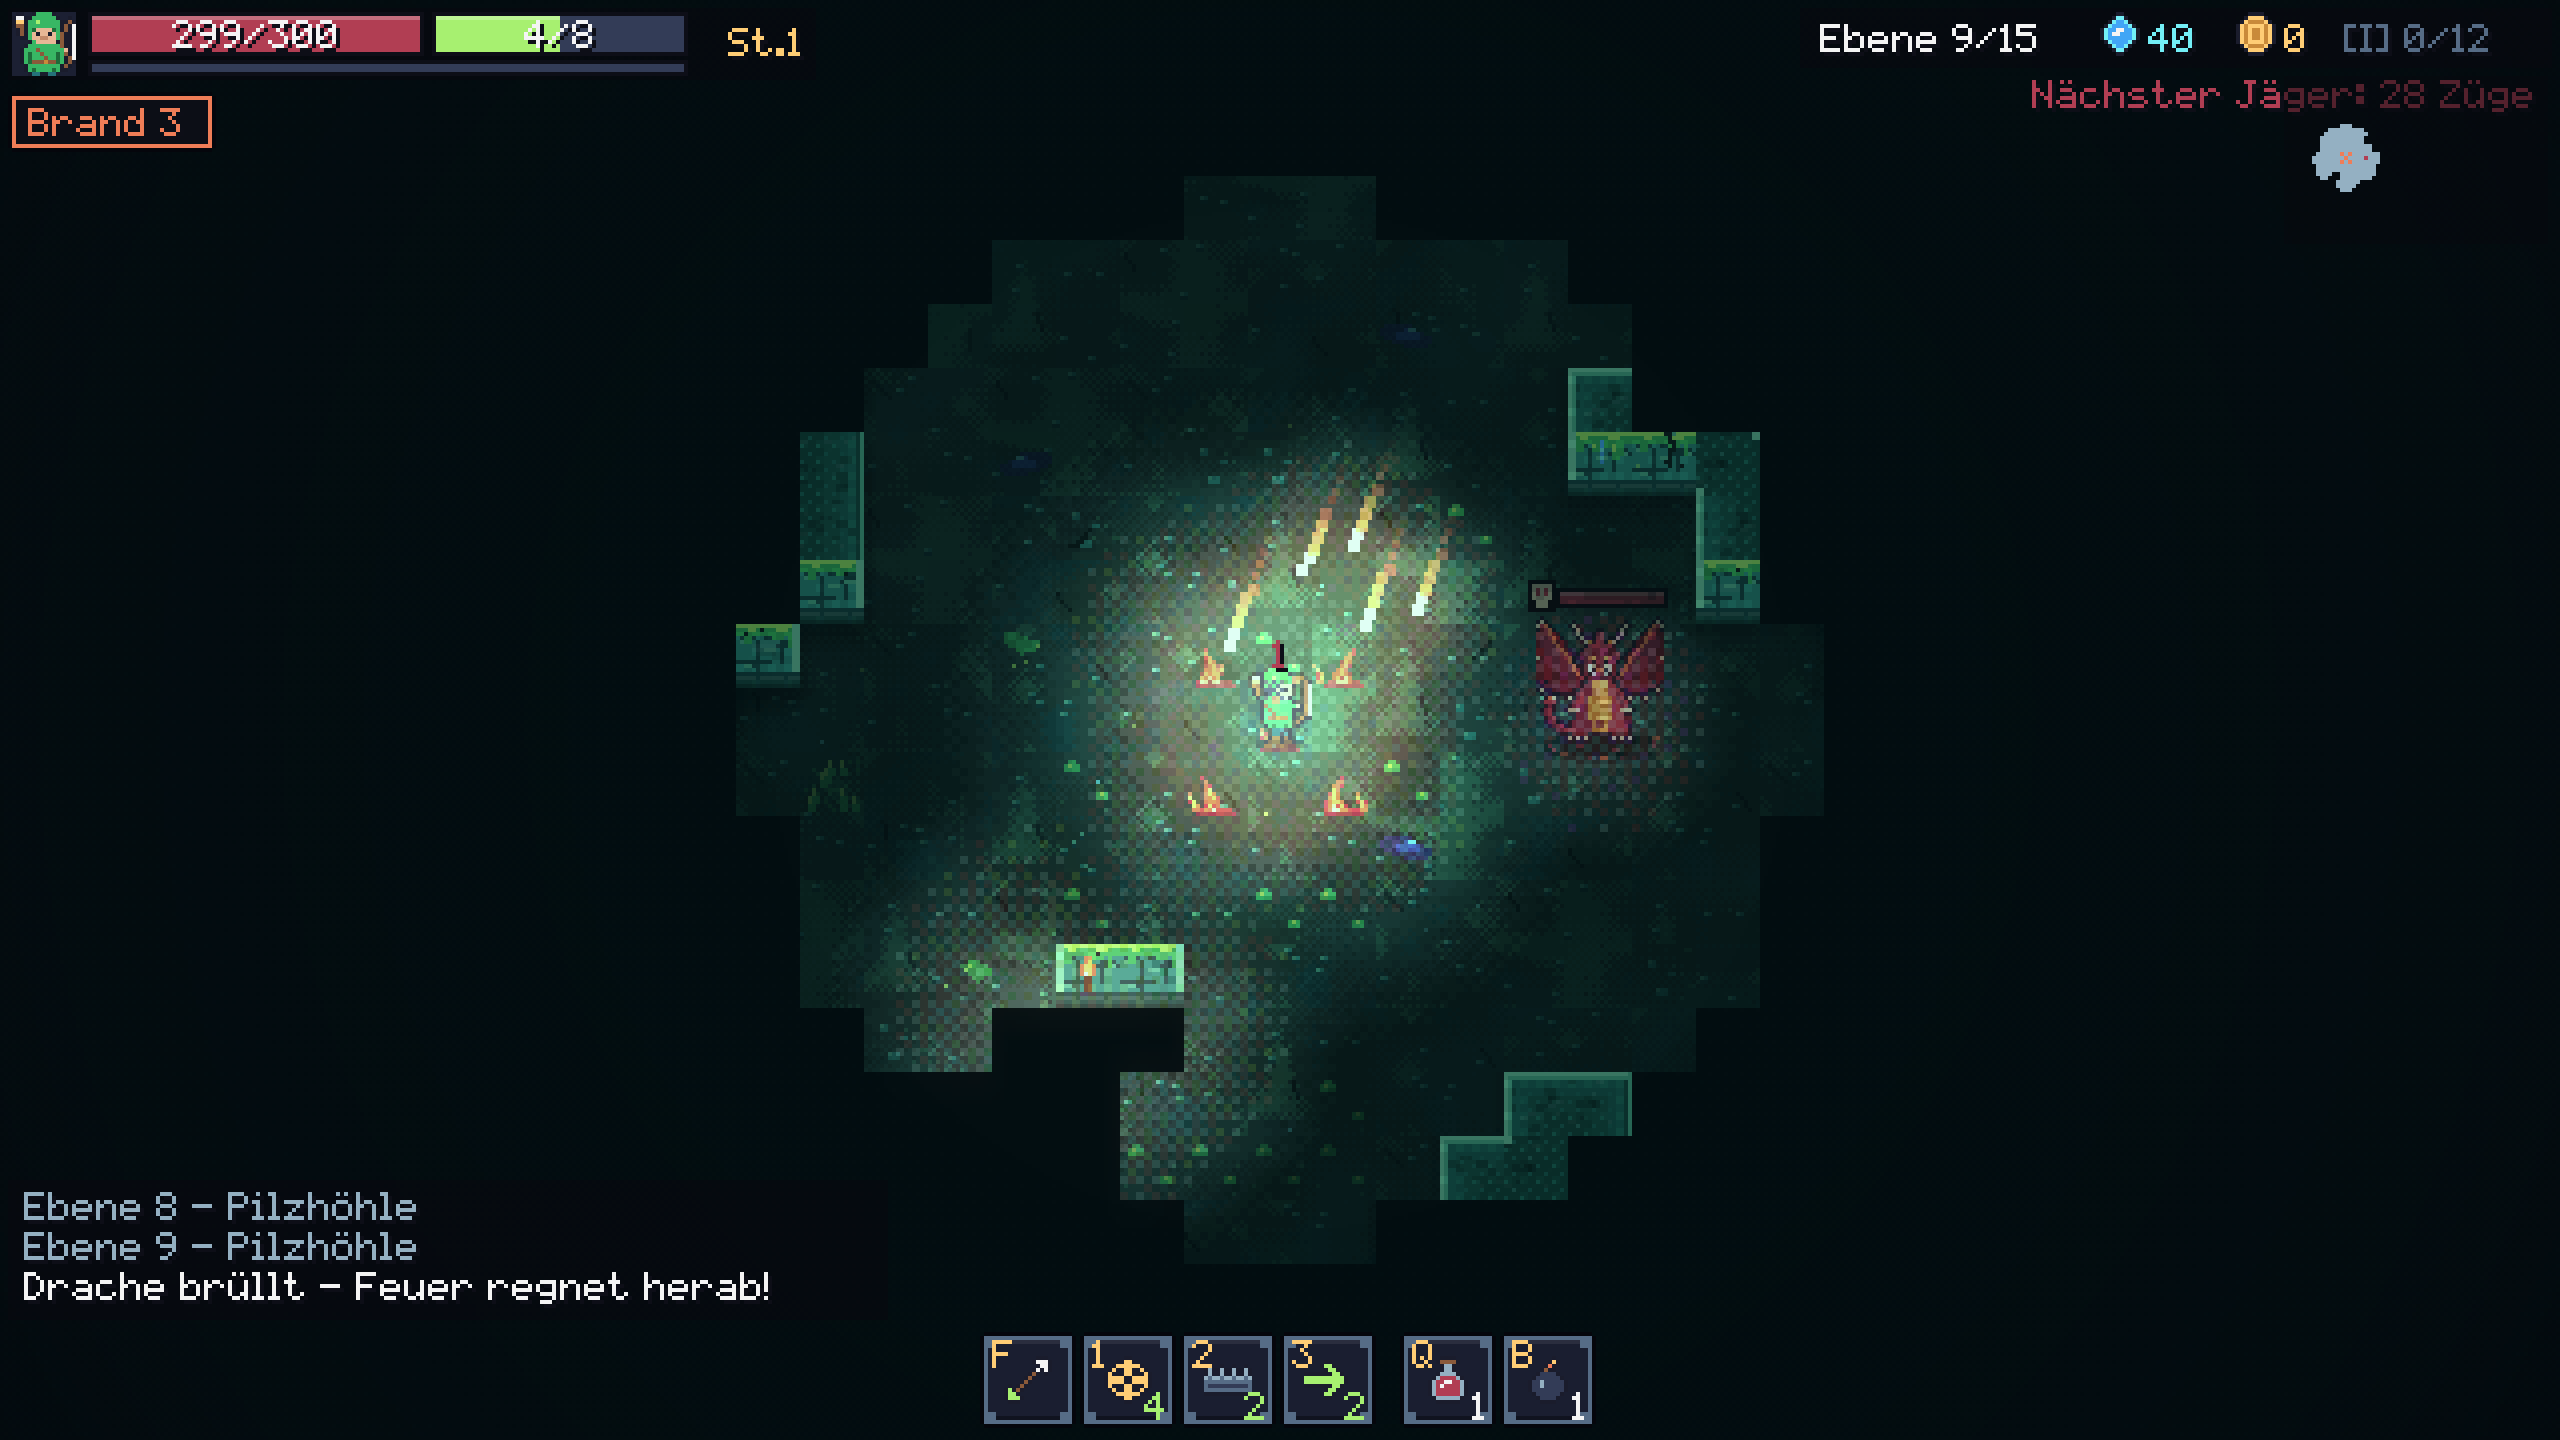 299/300 4/8 St.1 Ebene 9/15 40 0 [I] 0/12
Nächster Jäger: 28 Züge
Brand 3
1
Ebene 8 - Pilzhöhle
Ebene 9 - Pilzhöhle
Drache brüllt - Feuer regnet herab!
F 1 4 2 2 3 2 Q 1 B 1